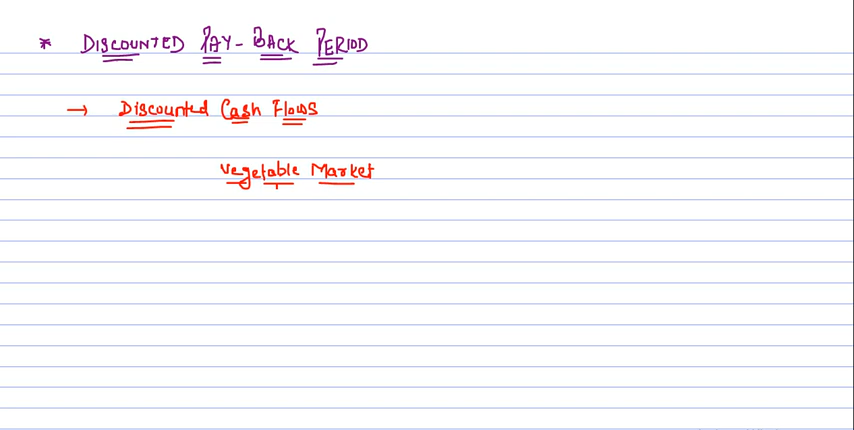 * DISCOUNTED PAY-BACK PERIOD
→ Discounted Cash Flows
Vegetable Market